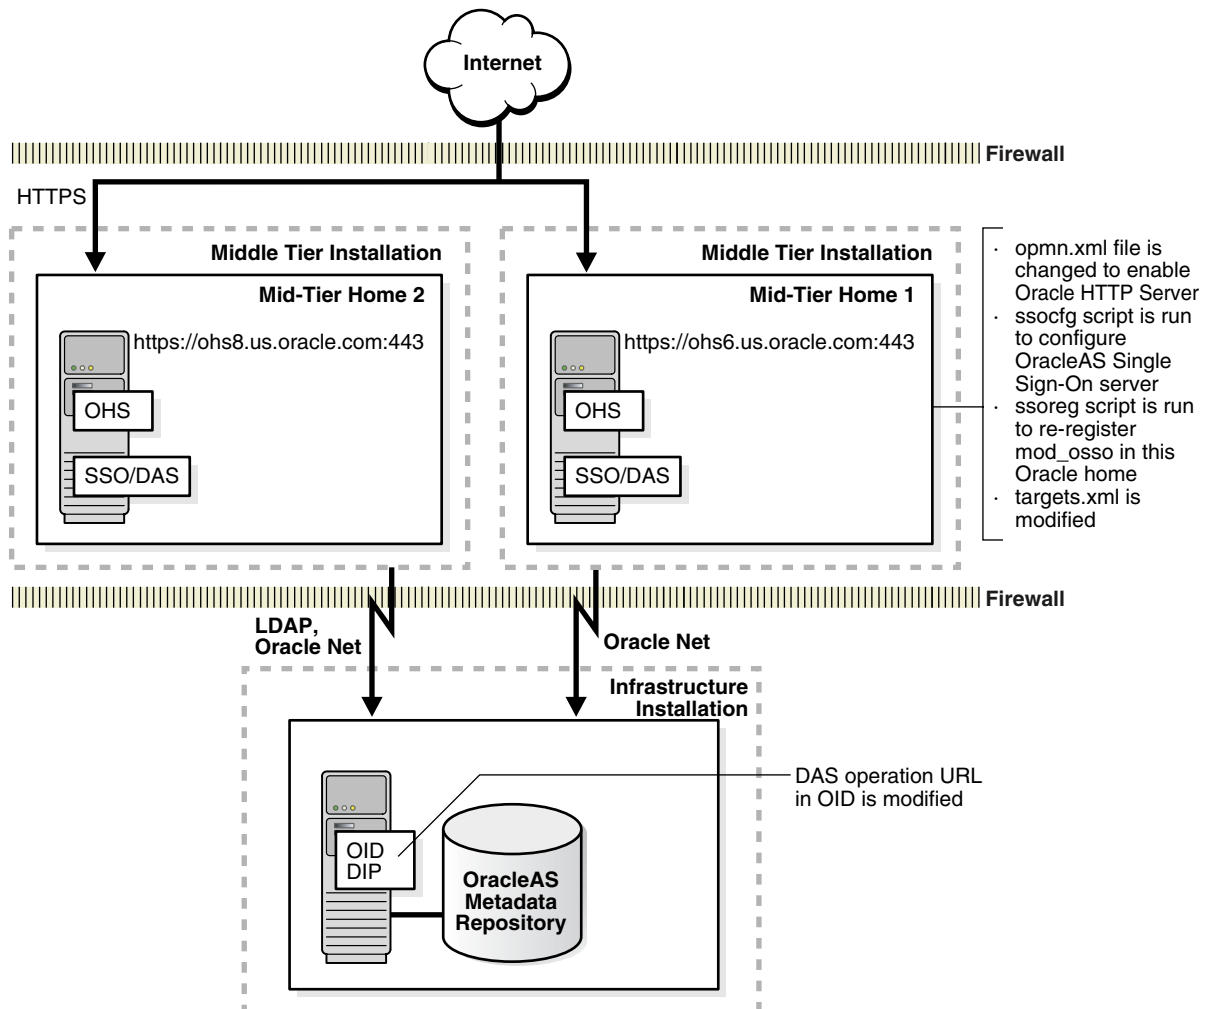 Internet
Firewall
HTTPS
Middle Tier Installation
Mid-Tier Home 2
https://ohs8.us.oracle.com:443
OHS
SSO/DAS
Middle Tier Installation
Mid-Tier Home 1
https://ohs6.us.oracle.com:443
OHS
SSO/DAS
· opmn.xml file is
changed to enable
Oracle HTTP Server
· ssocfg script is run
to configure
OracleAS Single
Sign-On server
· ssoreg script is run
to re-register
mod_osso in this
Oracle home
· targets.xml is
modified
Firewall
LDAP,
Oracle Net
Oracle Net
Infrastructure
Installation
DAS operation URL
in OID is modified
OID
DIP
OracleAS
Metadata
Repository